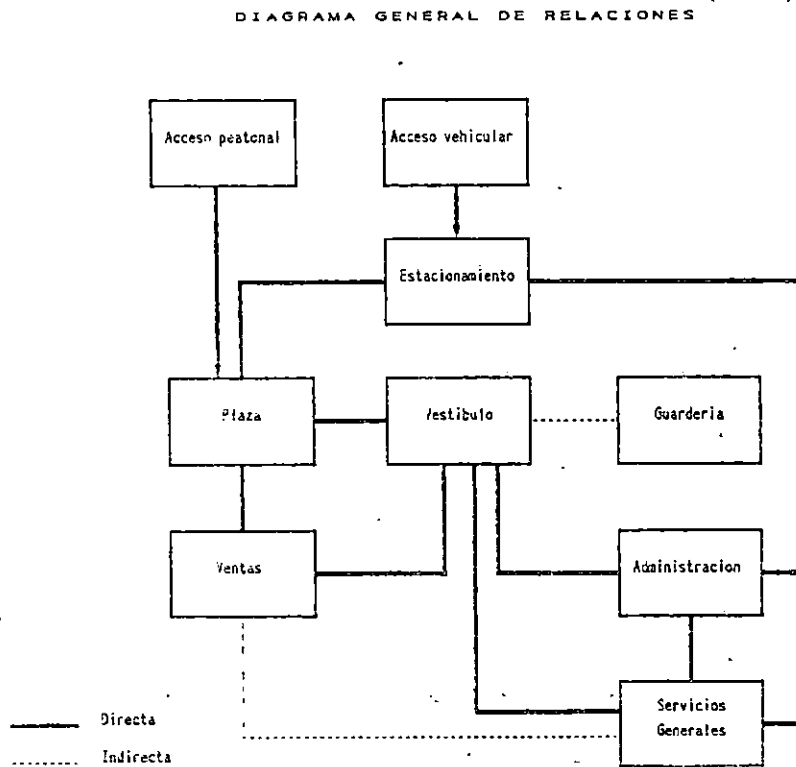 DIAGRAMA GENERAL DE RELACIONES
Acceso peatonal
Acceso vehicular
Estacionamiento
Plaza
Vestibulo
Guarderia
Ventas
Administracion
Servicios
Generales
Directa
Indirecta